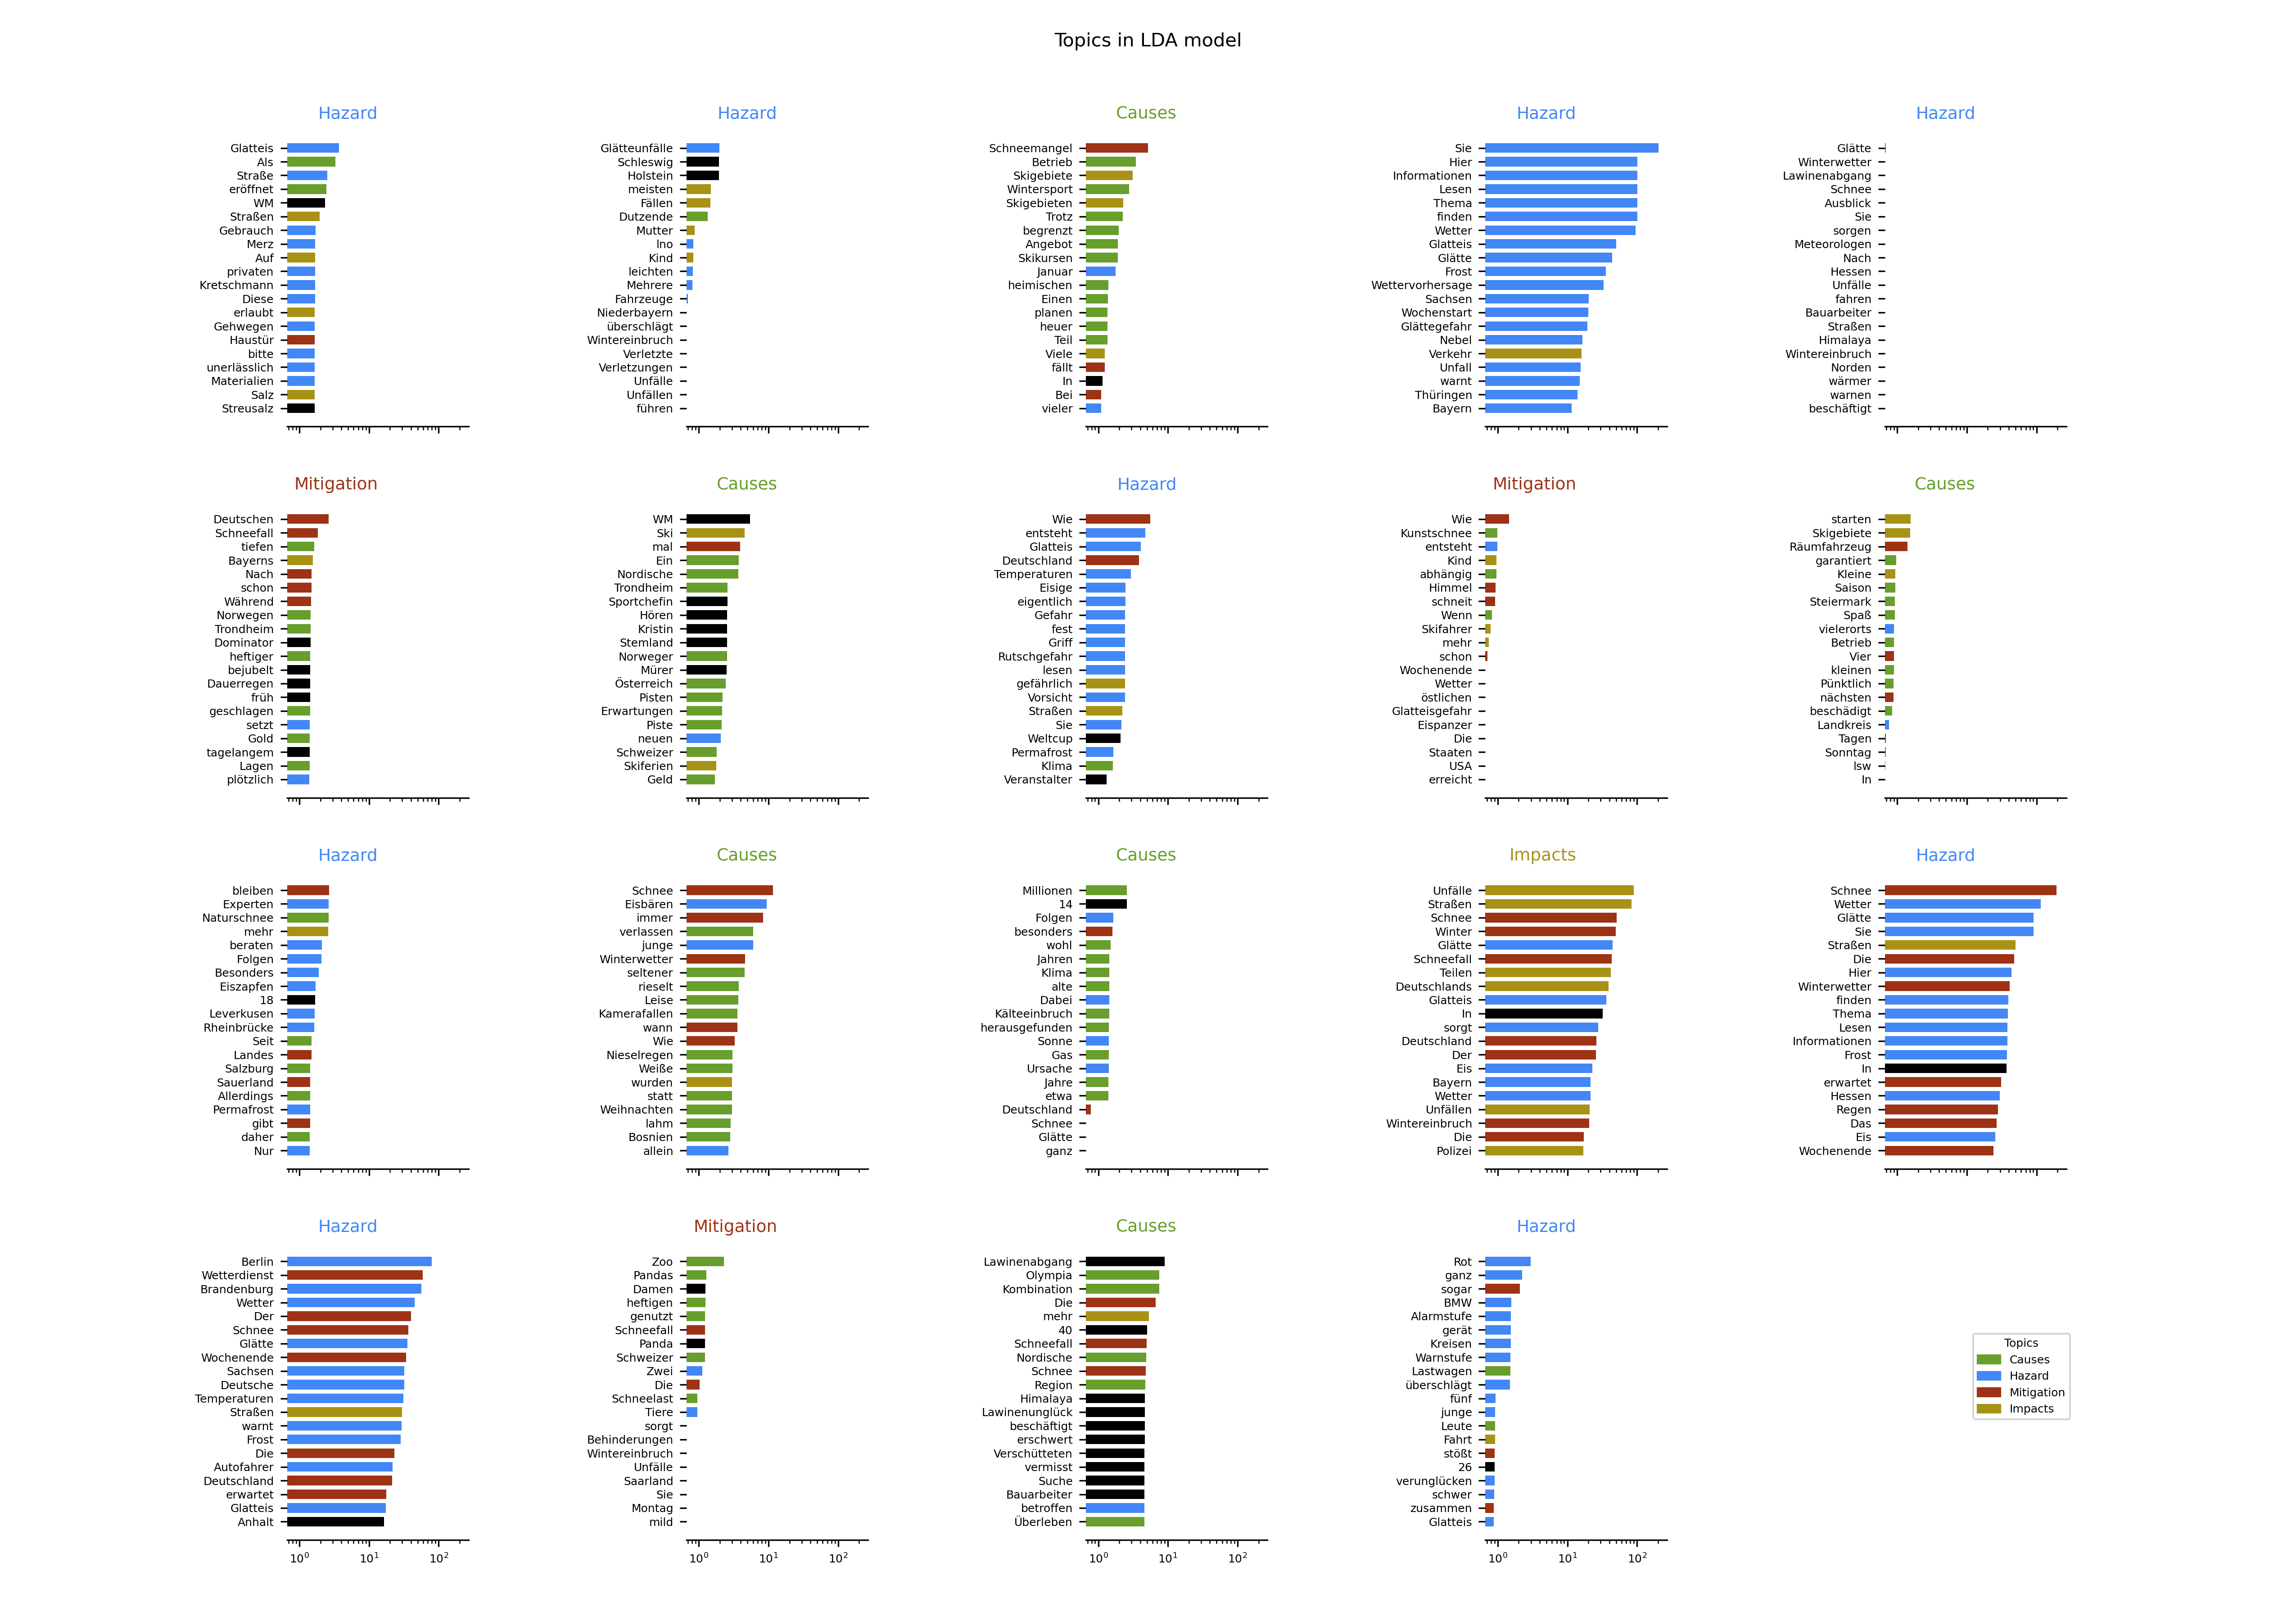 Topics in LDA model
Hazard
Glatteis
Als
Straße
eröffnet
WM
Straßen
Gebrauch
Merz
Auf
privaten
Kretschmann
Diese
erlaubt
Gehwegen
Haustür
bitte
unerlässlich
Materialien
Salz
Streusalz
Hazard
Glätteunfälle
Schleswig
Holstein
meisten
Fällen
Dutzende
Mutter
Ino
Kind
leichten
Mehrere
Fahrzeuge
Niederbayern
überschlägt
Wintereinbruch
Verletzte
Verletzungen
Unfälle
Unfällen
führen
Causes
Schneemangel
Betrieb
Skigebiete
Wintersport
Skigebieten
Trotz
begrenzt
Angebot
Skikursen
Januar
heimischen
Einen
planen
heuer
Teil
Viele
fällt
In
Bei
vieler
Hazard
Sie
Hier
Informationen
Lesen
Thema
finden
Wetter
Glatteis
Glätte
Frost
Wettervorhersage
Sachsen
Wochenstart
Glättegefahr
Nebel
Verkehr
Unfall
warnt
Thüringen
Bayern
Hazard
Glätte
Winterwetter
Lawinenabgang
Schnee
Ausblick
Sie
sorgen
Meteorologen
Nach
Hessen
Unfälle
fahren
Bauarbeiter
Straßen
Himalaya
Wintereinbruch
Norden
wärmer
warnen
beschäftigt
Mitigation
Deutschen
Schneefall
tiefen
Bayerns
Nach
schon
Während
Norwegen
Trondheim
Dominator
heftiger
bejubelt
Dauerregen
früh
geschlagen
setzt
Gold
tagelangem
Lagen
plötzlich
Causes
WM
Ski
mal
Ein
Nordische
Trondheim
Sportchefin
Hören
Kristin
Stemland
Norweger
Mürer
Österreich
Pisten
Erwartungen
Piste
neuen
Schweizer
Skiferien
Geld
Hazard
Wie
entsteht
Glatteis
Deutschland
Temperaturen
Eisige
eigentlich
Gefahr
fest
Griff
Rutschgefahr
lesen
gefährlich
Vorsicht
Straßen
Sie
Weltcup
Permafrost
Klima
Veranstalter
Mitigation
Wie
Kunstschnee
entsteht
Kind
abhängig
Himmel
schneit
Wenn
Skifahrer
mehr
schon
Wochenende
Wetter
östlichen
Glatteisgefahr
Eispanzer
Die
Staaten
USA
erreicht
Causes
starten
Skigebiete
Räumfahrzeug
garantiert
Kleine
Saison
Steiermark
Spaß
vielerorts
Betrieb
Vier
kleinen
Pünktlich
nächsten
beschädigt
Landkreis
Tagen
Sonntag
lsw
In
Hazard
bleiben
Experten
Naturschnee
mehr
beraten
Folgen
Besonders
Eiszapfen
18
Leverkusen
Rheinbrücke
Seit
Landes
Salzburg
Sauerland
Allerdings
Permafrost
gibt
daher
Nur
Causes
Schnee
Eisbären
immer
verlassen
junge
Winterwetter
seltener
rieselt
Leise
Kamerafallen
wann
Wie
Nieselregen
Weiße
wurden
statt
Weihnachten
lahm
Bosnien
allein
Causes
Millionen
14
Folgen
besonders
wohl
Jahren
Klima
alte
Dabei
Kälteeinbruch
herausgefunden
Sonne
Gas
Ursache
Jahre
etwa
Deutschland
Schnee
Glätte
ganz
Impacts
Unfälle
Straßen
Schnee
Winter
Glätte
Schneefall
Teilen
Deutschlands
Glatteis
In
sorgt
Deutschland
Der
Eis
Bayern
Wetter
Unfällen
Wintereinbruch
Die
Polizei
Hazard
Schnee
Wetter
Glätte
Sie
Straßen
Die
Hier
Winterwetter
finden
Thema
Lesen
Informationen
Frost
In
erwartet
Hessen
Regen
Das
Eis
Wochenende
Hazard
Berlin
Wetterdienst
Brandenburg
Wetter
Der
Schnee
Glätte
Wochenende
Sachsen
Deutsche
Temperaturen
Straßen
warnt
Frost
Die
Autofahrer
Deutschland
erwartet
Glatteis
Anhalt
10⁰ 10¹ 10²
Mitigation
Zoo
Pandas
Damen
heftigen
genutzt
Schneefall
Panda
Schweizer
Zwei
Die
Schneelast
Tiere
sorgt
Behinderungen
Wintereinbruch
Unfälle
Saarland
Sie
Montag
mild
10⁰ 10¹ 10²
Causes
Lawinenabgang
Olympia
Kombination
Die
mehr
40
Schneefall
Nordische
Schnee
Region
Himalaya
Lawinenunglück
beschäftigt
erschwert
Verschütteten
vermisst
Suche
Bauarbeiter
betroffen
Überleben
10⁰ 10¹ 10²
Hazard
Rot
ganz
sogar
BMW
Alarmstufe
gerät
Kreisen
Warnstufe
Lastwagen
überschlägt
fünf
junge
Leute
Fahrt
stößt
26
verunglücken
schwer
zusammen
Glatteis
10⁰ 10¹ 10²
Topics
Causes
Hazard
Mitigation
Impacts